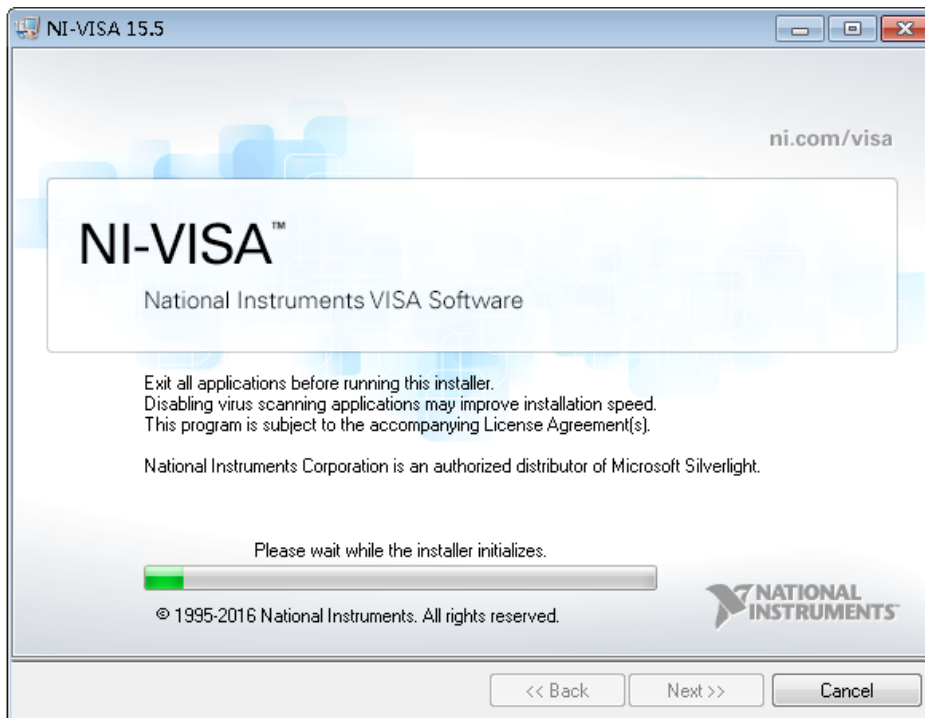 NI-VISA 15.5
ni.com/visa
NI-VISA™
National Instruments VISA Software
Exit all applications before running this installer.
Disabling virus scanning applications may improve installation speed.
This program is subject to the accompanying License Agreement(s).
National Instruments Corporation is an authorized distributor of Microsoft Silverlight.
Please wait while the installer initializes.
© 1995-2016 National Instruments. All rights reserved.
NATIONAL
INSTRUMENTS™
<< Back
Next >>
Cancel